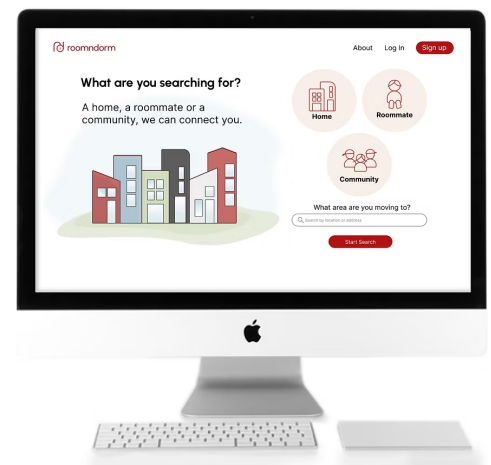 roomndorm
About Log In Sign up
What are you searching for?
A home, a roommate or a
community, we can connect you.
Home
Roommate
Community
What area are you moving to?
Search by location or address
Start Search